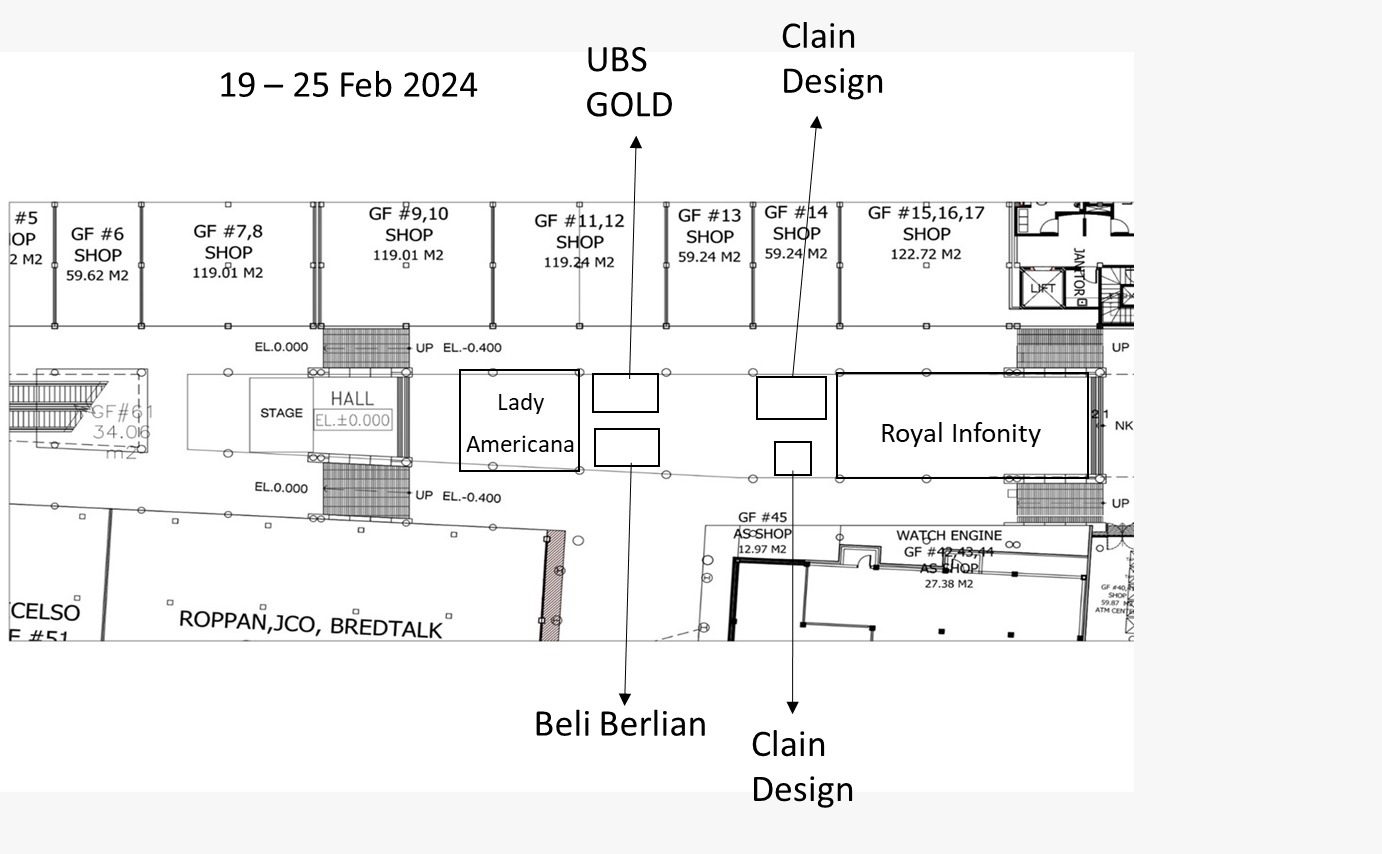 19 – 25 Feb 2024
UBS
GOLD
Clain
Design
#5
OP
2 M2
GF #6
SHOP
59.62 M2
GF #7,8
SHOP
119.01 M2
GF #9,10
SHOP
119.01 M2
GF #11,12
SHOP
119.24 M2
GF #13
SHOP
59.24 M2
GF #14
SHOP
59.24 M2
GF #15,16,17
SHOP
122.72 M2
LIFT
JANITOR
EL.0.000
UP EL.-0.400
UP
GF#61
34.06
m2
STAGE
HALL
EL.±0.000
Lady
Americana
Royal Infonity
2 1
NK
EL.0.000
UP EL.-0.400
UP
GF #45
AS SHOP
12.97 M2
WATCH ENGINE
GF #42,43,44
AS SHOP
27.38 M2
GF #40,
SHOP
59.87 M
ATM CENT
CELSO
F #51
ROPPAN,JCO, BREDTALK
Beli Berlian
Clain
Design